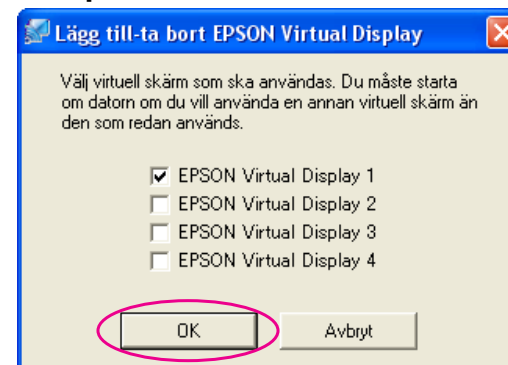 Lägg till-ta bort EPSON Virtual Display
Välj virtuell skärm som ska användas. Du måste starta
om datorn om du vill använda en annan virtuell skärm än
den som redan används.
EPSON Virtual Display 1
EPSON Virtual Display 2
EPSON Virtual Display 3
EPSON Virtual Display 4
OK Avbryt